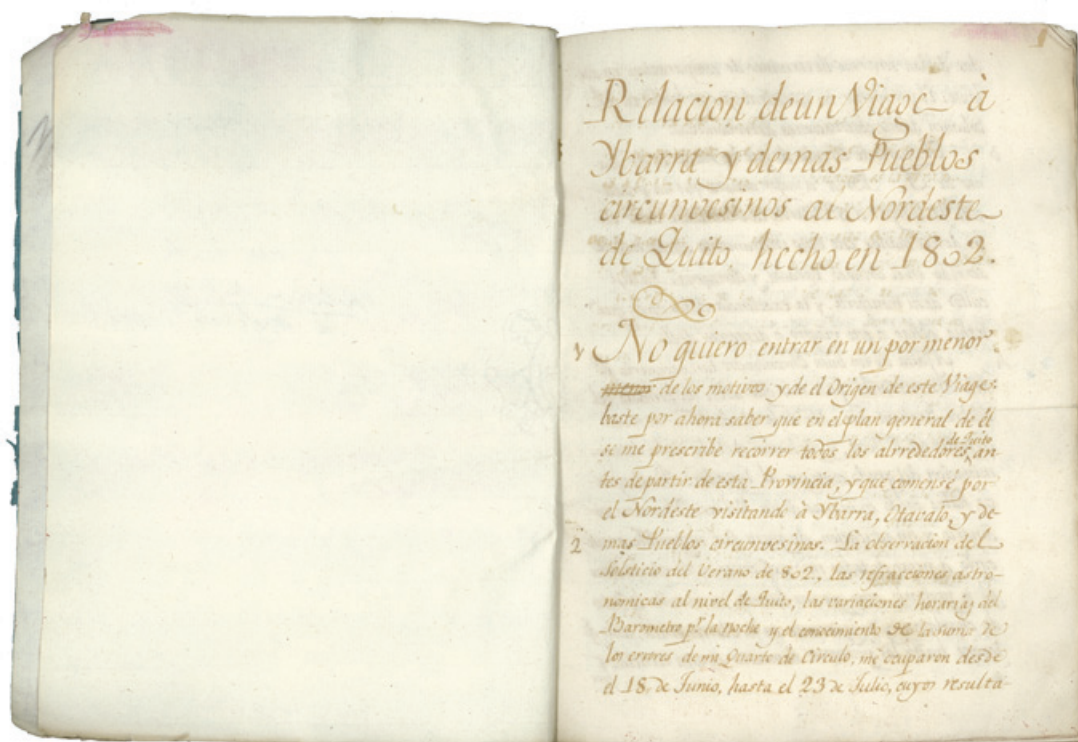 1
Relacion de un Viage à
Ybarra y demas Pueblos
circunvesinos al Nordeste
de Quito hecho en 1802.
No quiero entrar en un por menor
menor de los motivos y de el Origen de este Viage:
baste por ahora saber que en el plan general de él
se me prescribe recorrer todos los alrrededores de Quito an
tes de partir de esta Provincia, y que comensé por
el Nordeste visitando à Ybarra, Otavalo, y de-
2 mas Pueblos circunvesinos. La observacion del
Solsticio del Verano de 802, las refracciones astro-
nomicas al nivel de Quito, las variaciones horarias del
Barometro pr. la noche y el conocimiento de la suma de
los errores de mi Quarto de Circulo, me ocuparon desde
el 18 de Junio, hasta el 23 de Julio, cuyos resulta-